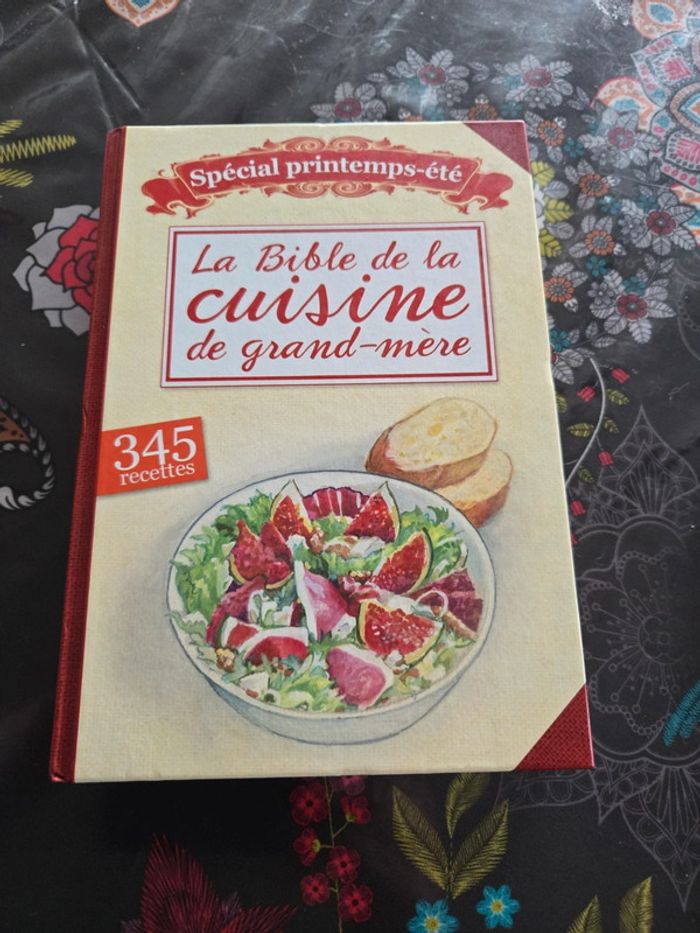 Spécial printemps-été
La Bible de la
cuisine
de grand-mère
345
recettes